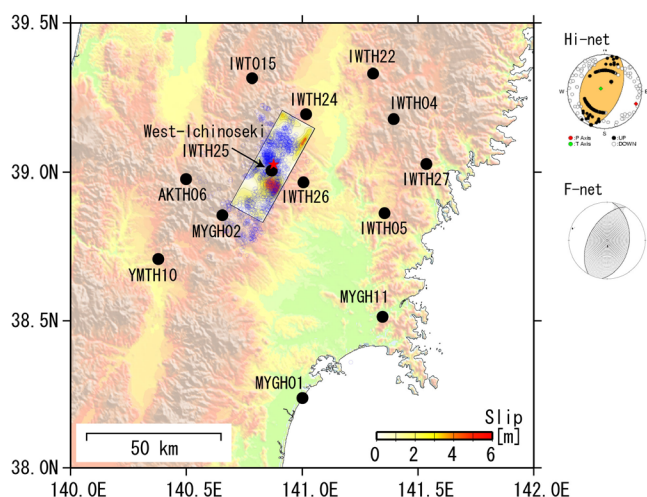 39.5N
39.0N
38.5N
38.0N
140.0E
140.5E
141.0E
141.5E
142.0E
IWTO15
IWTH22
IWTH24
IWTH04
West-Ichinoseki
IWTH25
IWTH27
AKTH06
IWTH26
MYGH02
IWTH05
YMTH10
MYGH11
MYGH01
50 km
Slip
[m]
0 2 4 6
Hi-net
N
W
E
S
:P Axis :UP
:T Axis :DOWN
F-net